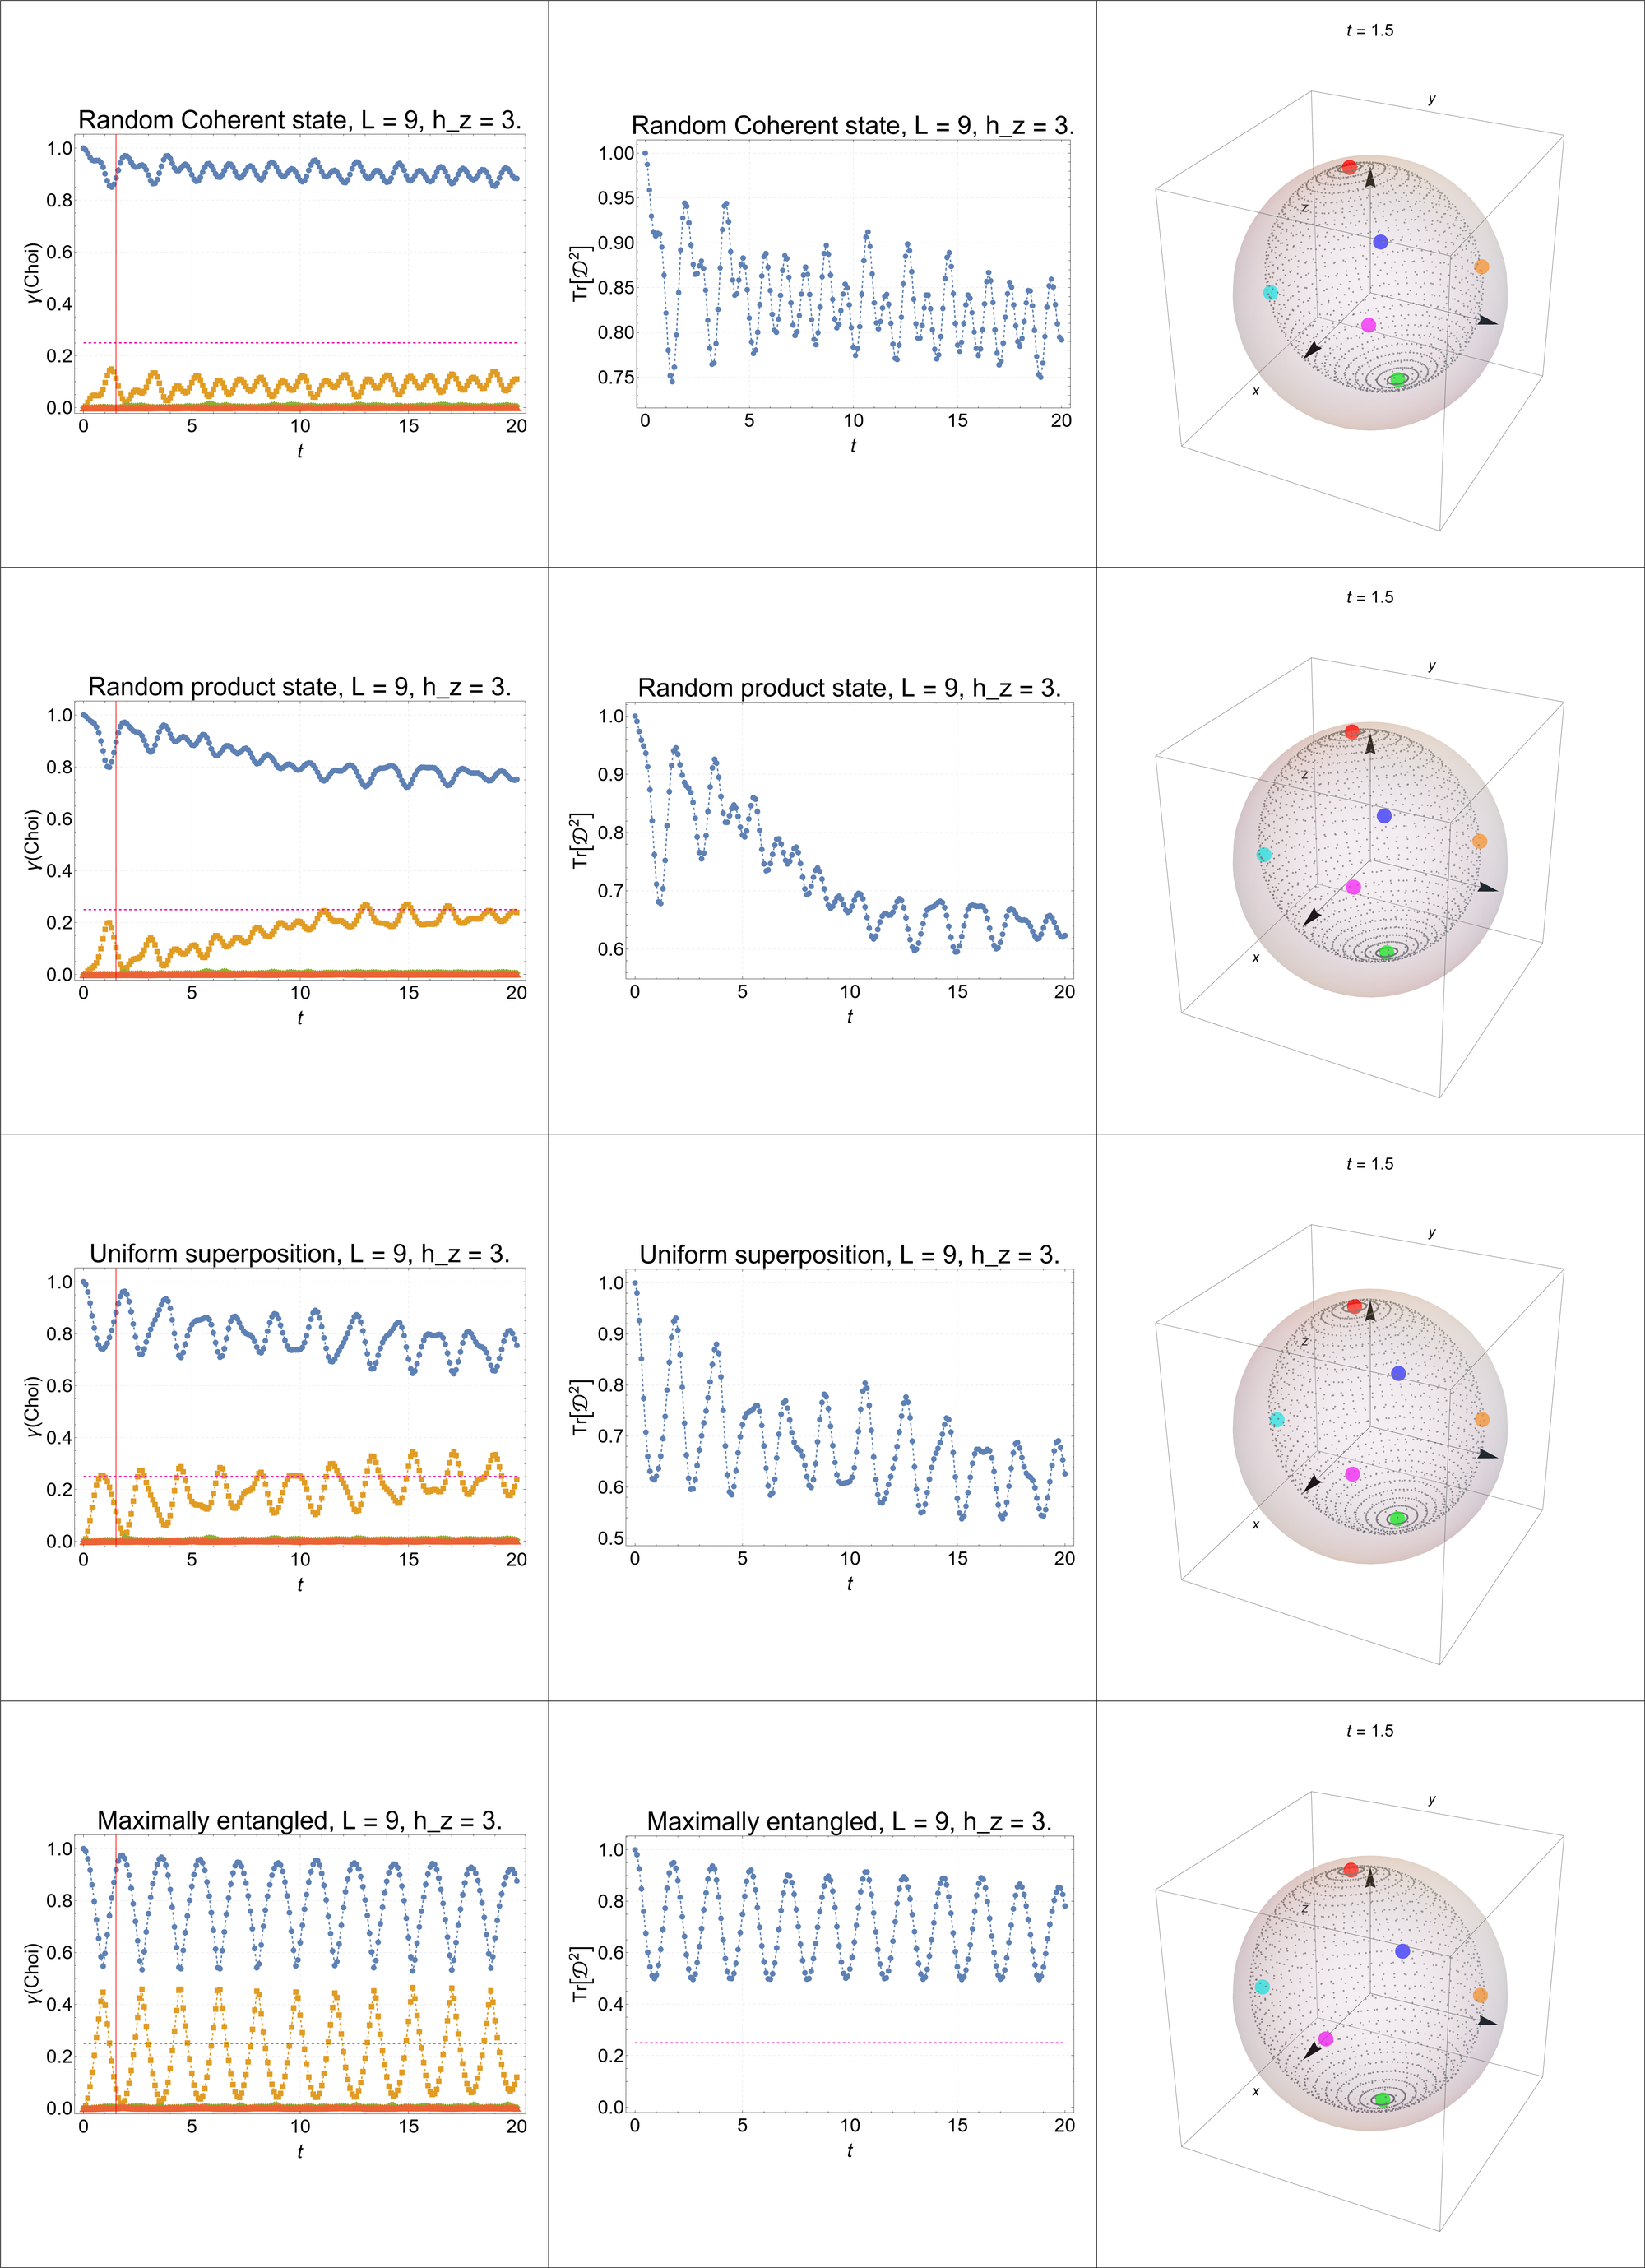 Random Coherent state, L = 9, h_z = 3.
γ(Choi)
1.0
0.8
0.6
0.4
0.2
0.0
0 5 10 15 20
t
Random Coherent state, L = 9, h_z = 3.
Tr[𝒟²]
1.00
0.95
0.90
0.85
0.80
0.75
0 5 10 15 20
t
t = 1.5
y
z
x
Random product state, L = 9, h_z = 3.
γ(Choi)
1.0
0.8
0.6
0.4
0.2
0.0
0 5 10 15 20
t
Random product state, L = 9, h_z = 3.
Tr[𝒟²]
1.0
0.9
0.8
0.7
0.6
0 5 10 15 20
t
t = 1.5
y
z
x
Uniform superposition, L = 9, h_z = 3.
γ(Choi)
1.0
0.8
0.6
0.4
0.2
0.0
0 5 10 15 20
t
Uniform superposition, L = 9, h_z = 3.
Tr[𝒟²]
1.0
0.9
0.8
0.7
0.6
0.5
0 5 10 15 20
t
t = 1.5
y
z
x
Maximally entangled, L = 9, h_z = 3.
γ(Choi)
1.0
0.8
0.6
0.4
0.2
0.0
0 5 10 15 20
t
Maximally entangled, L = 9, h_z = 3.
Tr[𝒟²]
1.0
0.8
0.6
0.4
0.2
0.0
0 5 10 15 20
t
t = 1.5
y
z
x